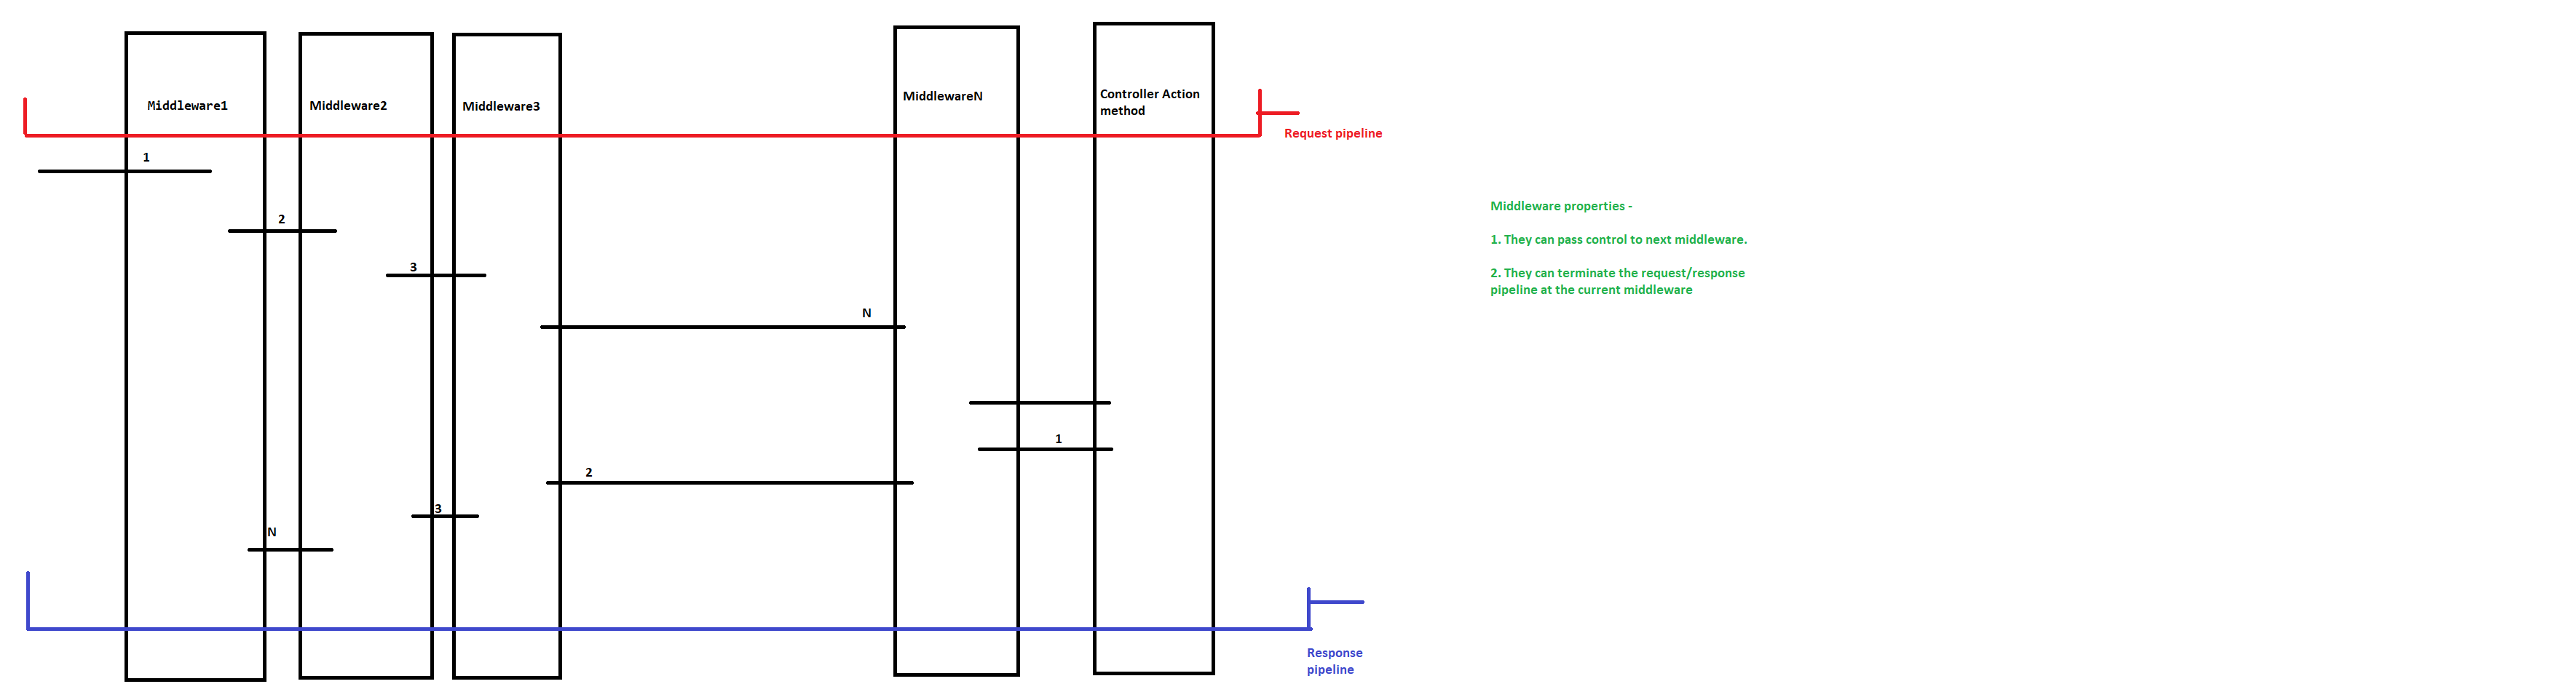 Middleware1
Middleware2
Middleware3
MiddlewareN
Controller Action
method
Request pipeline
1
2
3
N
1
2
3
N
Middleware properties -
1. They can pass control to next middleware.
2. They can terminate the request/response
pipeline at the current middleware
Response
pipeline